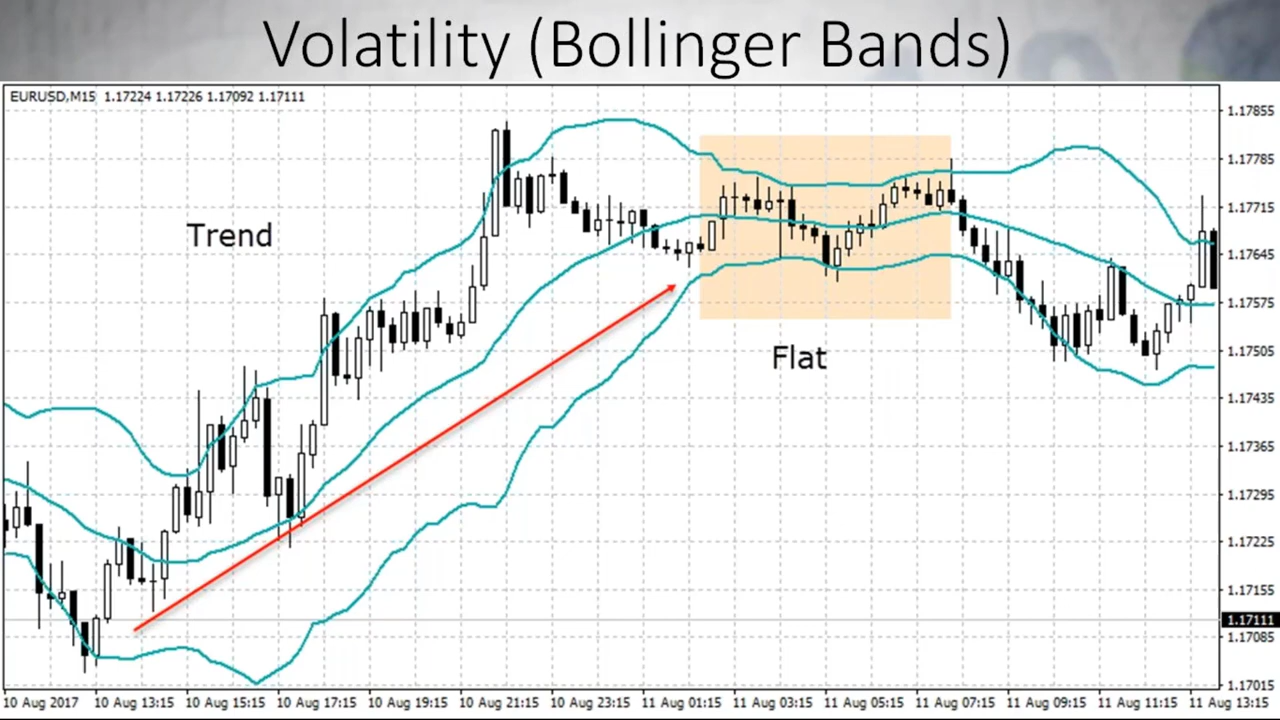 Volatility (Bollinger Bands)
EURUSD,M15 1.17224 1.17226 1.17092 1.17111
1.17855
1.17785
Trend
1.17715
1.17645
1.17575
Flat
1.17505
1.17435
1.17365
1.17295
1.17225
1.17155
1.17111
1.17085
1.17015
10 Aug 2017 10 Aug 13:15 10 Aug 15:15 10 Aug 17:15 10 Aug 19:15 10 Aug 21:15 10 Aug 23:15 11 Aug 01:15 11 Aug 03:15 11 Aug 05:15 11 Aug 07:15 11 Aug 09:15 11 Aug 11:15 11 Aug 13:15